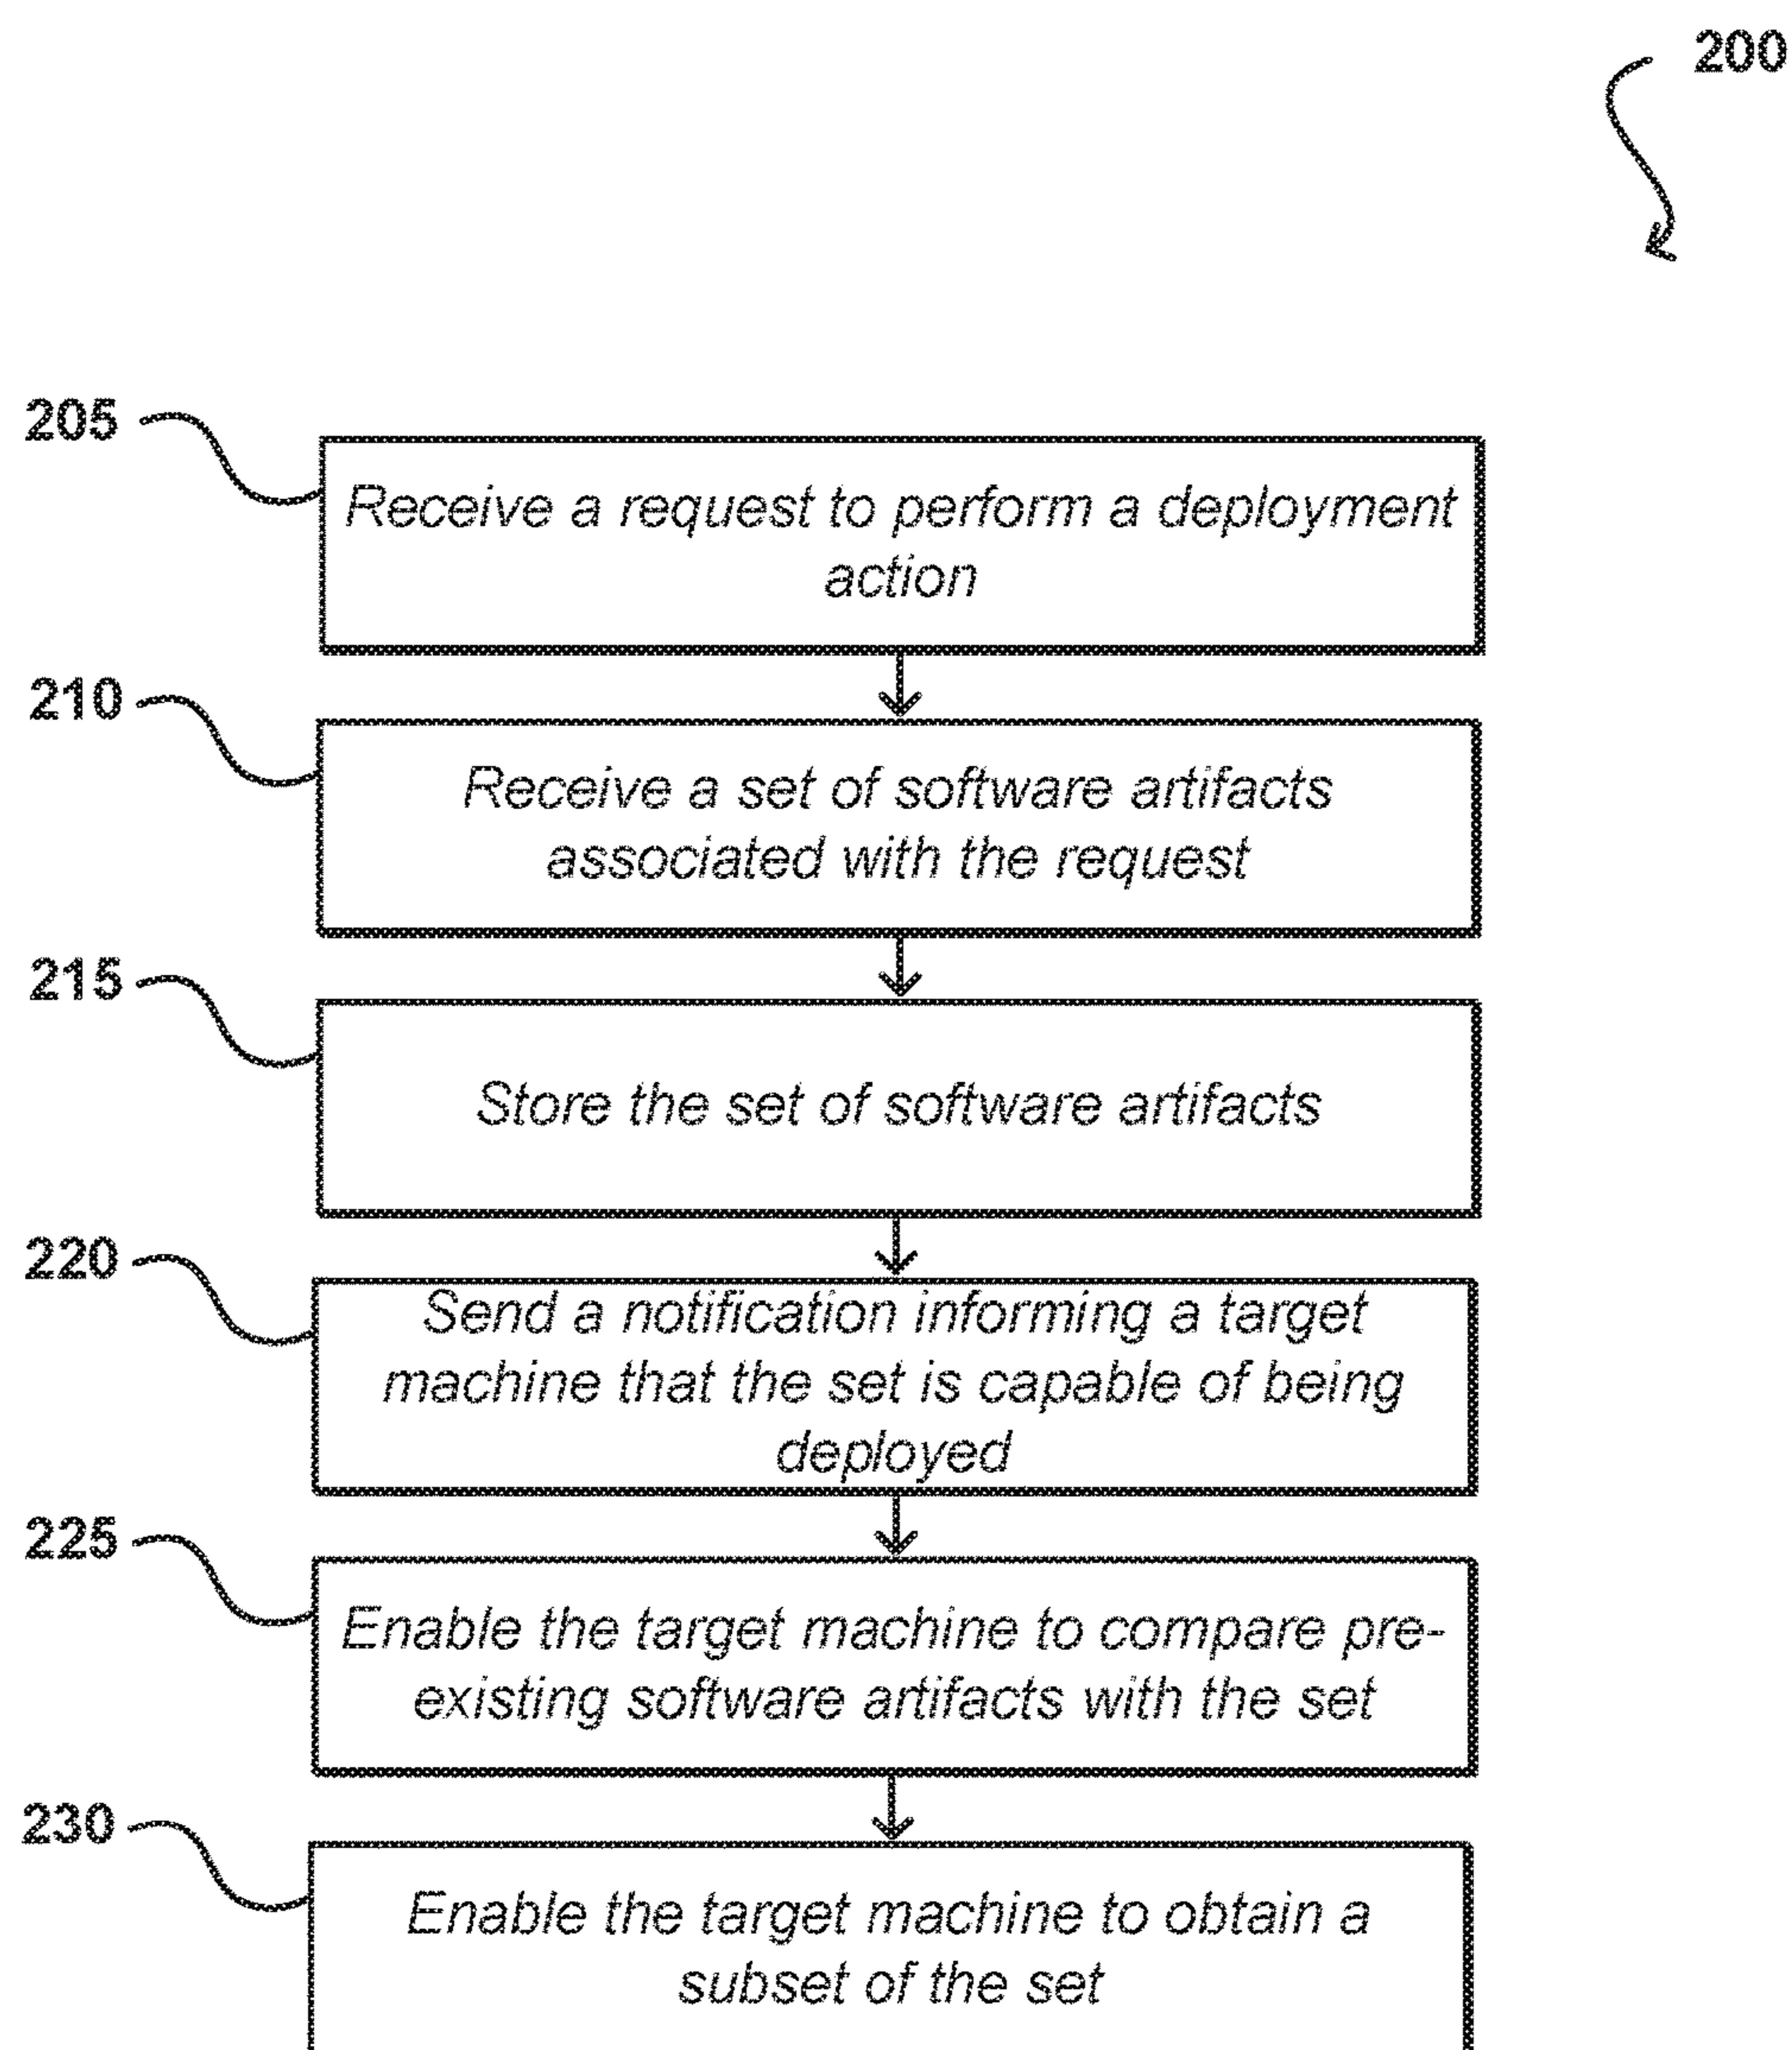 200
205
Receive a request to perform a deployment
action
210
Receive a set of software artifacts
associated with the request
215
Store the set of software artifacts
220
Send a notification informing a target
machine that the set is capable of being
deployed
225
Enable the target machine to compare pre-
existing software artifacts with the set
230
Enable the target machine to obtain a
subset of the set